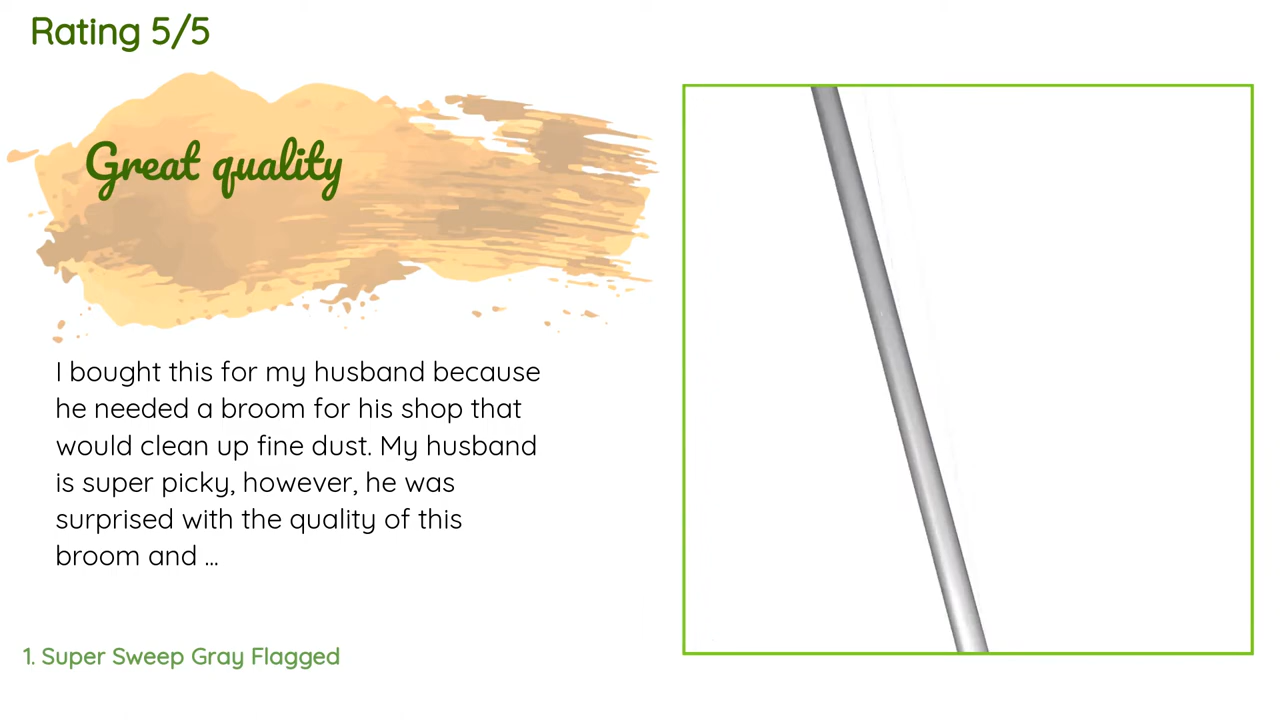 Rating 5/5
Great quality
I bought this for my husband because
he needed a broom for his shop that
would clean up fine dust. My husband
is super picky, however, he was
surprised with the quality of this
broom and ...
1. Super Sweep Gray Flagged